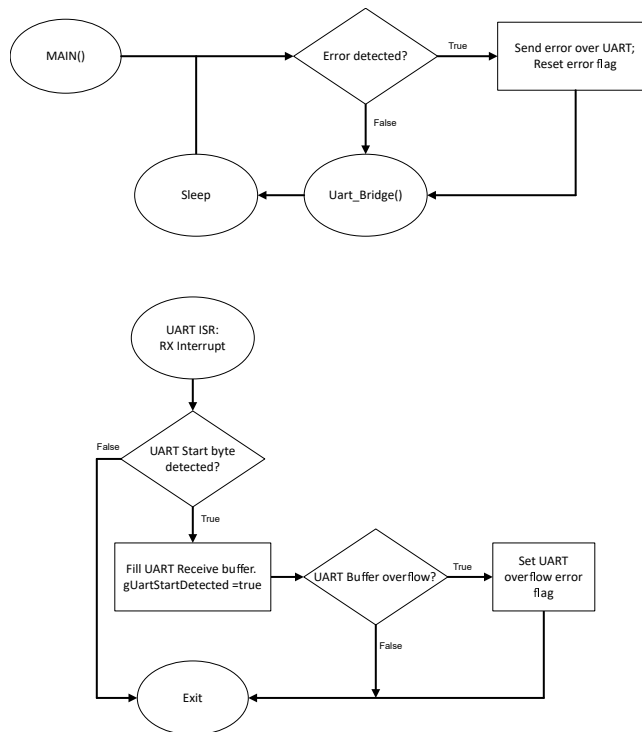 MAIN()
Error detected?
True
Send error over UART;
Reset error flag
False
Sleep
Uart_Bridge()
UART ISR:
RX Interrupt
False
UART Start byte
detected?
True
Fill UART Receive buffer.
gUartStartDetected =true
UART Buffer overflow?
True
Set UART
overflow error
flag
False
Exit